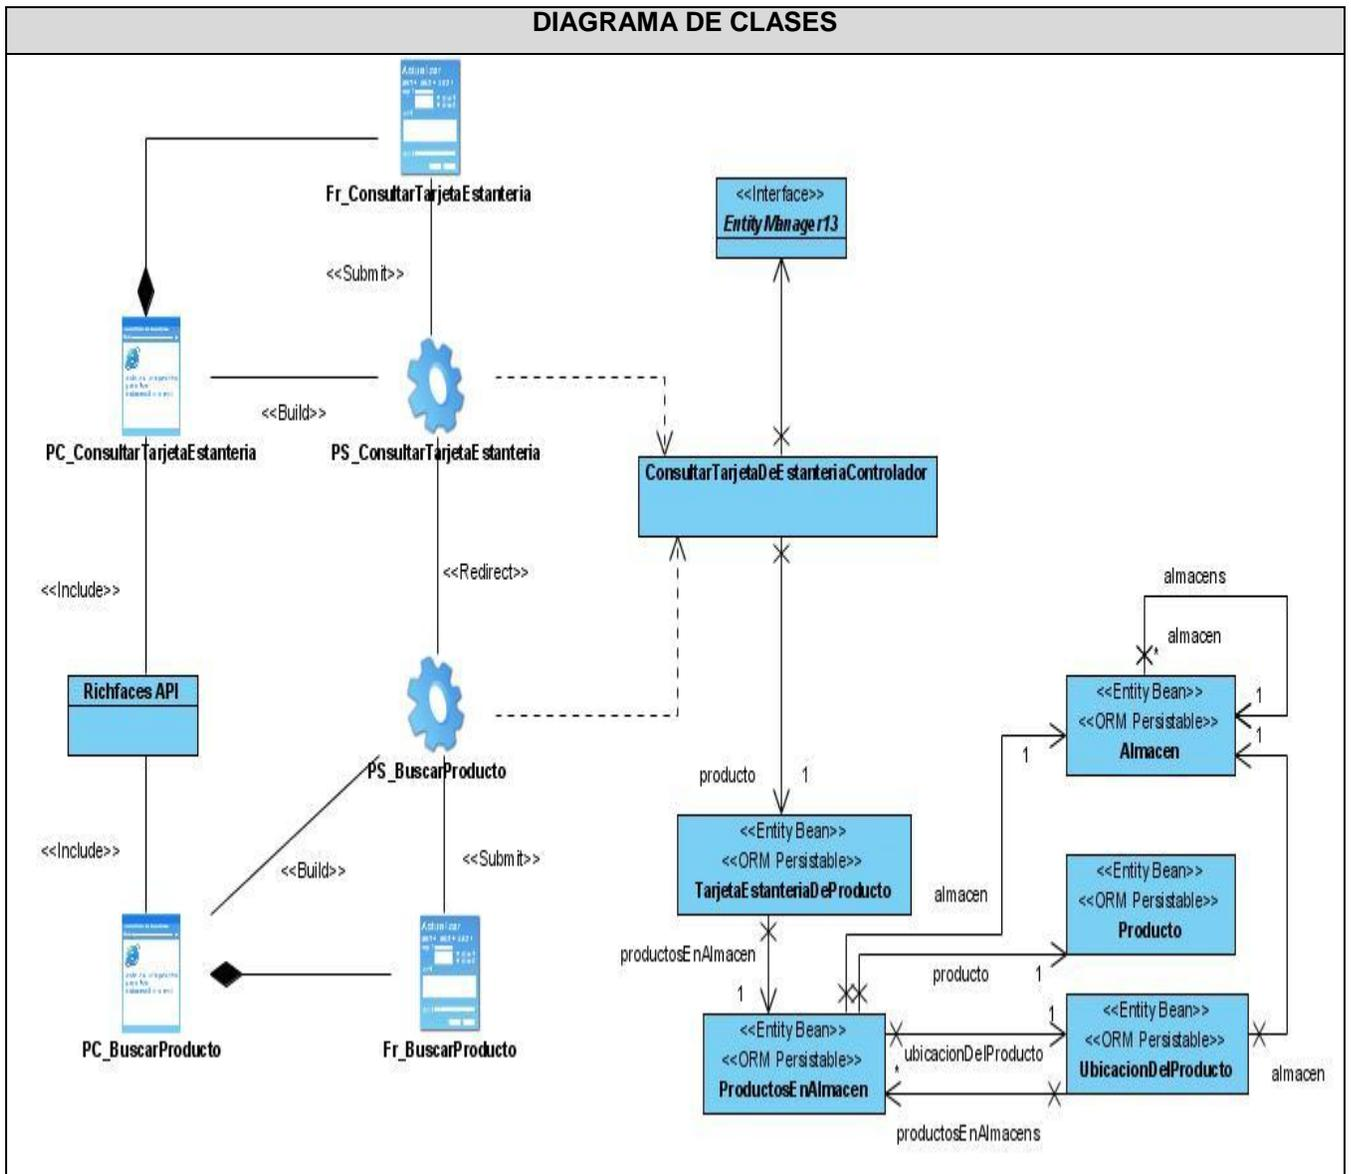 DIAGRAMA DE CLASES
Actualizar
Fr_ConsultarTarjetaEstanteria
<<Interface>>
EntityManager13
<<Submit>>
<<Build>>
PC_ConsultarTarjetaEstanteria
PS_ConsultarTarjetaEstanteria
ConsultarTarjetaDeEstanteriaControlador
<<Include>>
<<Redirect>>
almacens
almacen
*
1
Richfaces API
<<Entity Bean>>
<<ORM Persistable>>
Almacen
1
1
PS_BuscarProducto
producto
1
<<Include>>
<<Build>>
<<Submit>>
<<Entity Bean>>
<<ORM Persistable>>
TarjetaEstanteriaDeProducto
almacen
<<Entity Bean>>
<<ORM Persistable>>
Producto
Actualizar
productosEnAlmacen
1
producto
1
PC_BuscarProducto
Fr_BuscarProducto
<<Entity Bean>>
<<ORM Persistable>>
ProductosEnAlmacen
ubicacionDelProducto
1
*
<<Entity Bean>>
<<ORM Persistable>>
UbicacionDelProducto
almacen
productosEnAlmacens